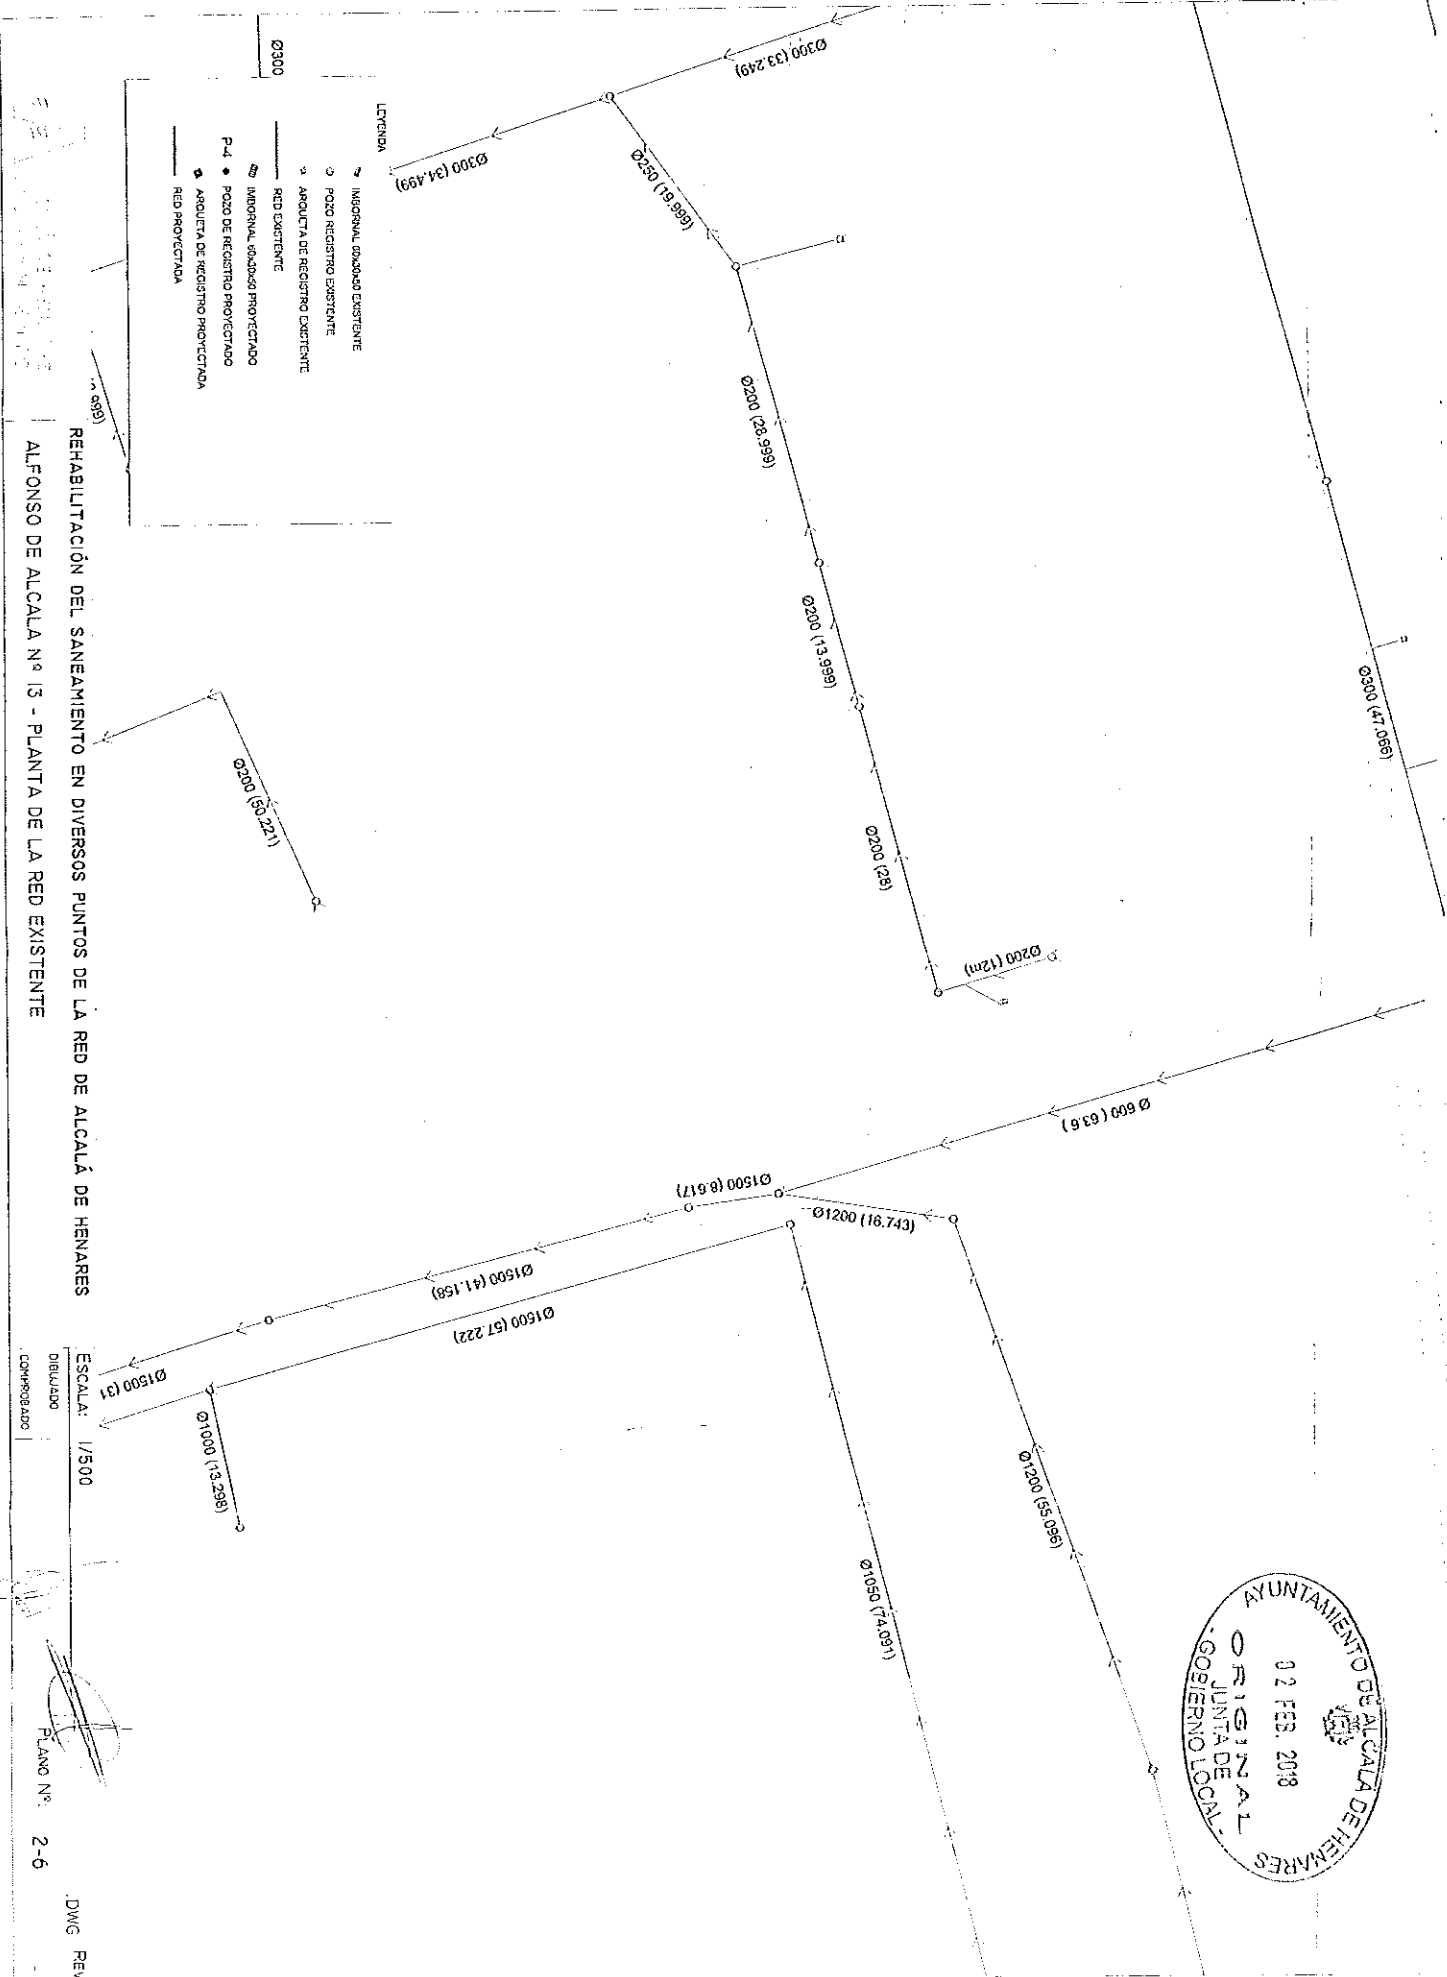 Ø300 (33.249)
Ø300 (34.499)
Ø300
Ø250 (19.999)
Ø200 (28.999)
Ø200 (13.999)
Ø200 (28)
Ø200 (12m)
Ø300 (47.066)
Ø 600 ( 63.6 )
Ø1500 (8.617)
Ø1200 (16.743)
Ø1500 (41.158)
Ø1500 (57.222)
Ø1500 (31
Ø1000 (13.298)
Ø1050 (74.091)
Ø1200 (55.096)
Ø200 (50.221)
999)
LEYENDA
IMBORNAL 60x30x50 EXISTENTE
POZO REGISTRO EXISTENTE
ARQUETA DE REGISTRO EXISTENTE
RED EXISTENTE
IMBORNAL 60x30x50 PROYECTADO
P-4 POZO DE REGISTRO PROYECTADO
ARQUETA DE REGISTRO PROYECTADA
RED PROYECTADA
AYUNTAMIENTO DE ALCALÁ DE HENARES
02 FEB. 2018
ORIGINAL
JUNTA DE
- GOBIERNO LOCAL -
REHABILITACIÓN DEL SANEAMIENTO EN DIVERSOS PUNTOS DE LA RED DE ALCALÁ DE HENARES
ALFONSO DE ALCALA Nº 13 - PLANTA DE LA RED EXISTENTE
ESCALA: 1/500
DIBUJADO
COMPROBADO
PLANO Nº: 2-6
.DWG REV